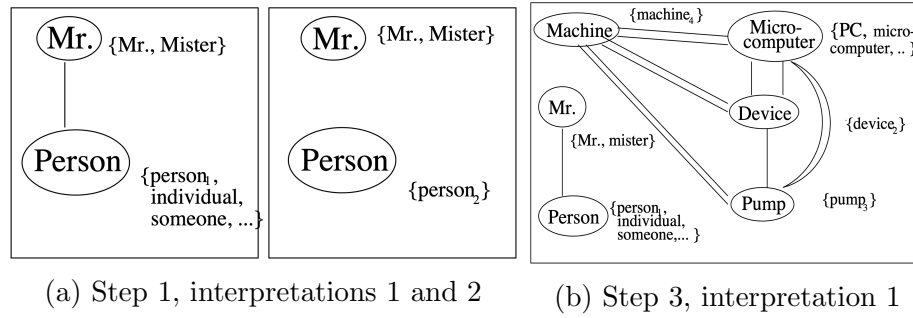 Mr.
{Mr., Mister}
Person
{person1,
individual,
someone, ...}
Mr.
{Mr., Mister}
Person
{person2}
(a) Step 1, interpretations 1 and 2
Machine
{machine4}
Micro-
computer
{PC, micro-
computer, .. }
Mr.
{Mr., mister}
Device
{device2}
Person
{person1,
individual,
someone,... }
Pump
{pump3}
(b) Step 3, interpretation 1